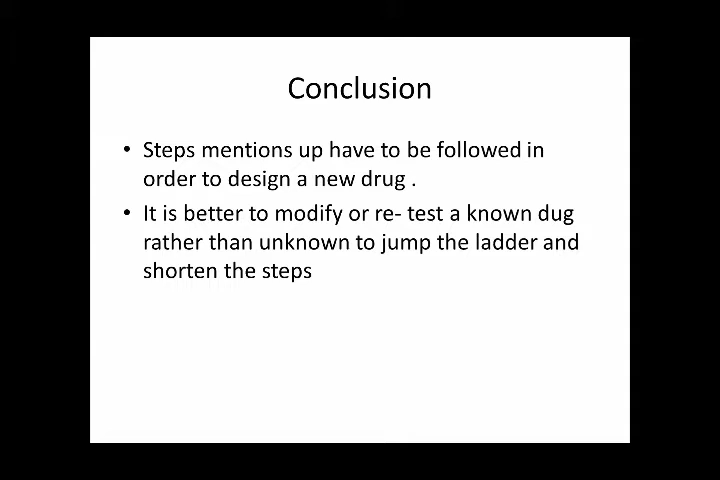 Conclusion
• Steps mentions up have to be followed in
order to design a new drug .
• It is better to modify or re- test a known dug
rather than unknown to jump the ladder and
shorten the steps